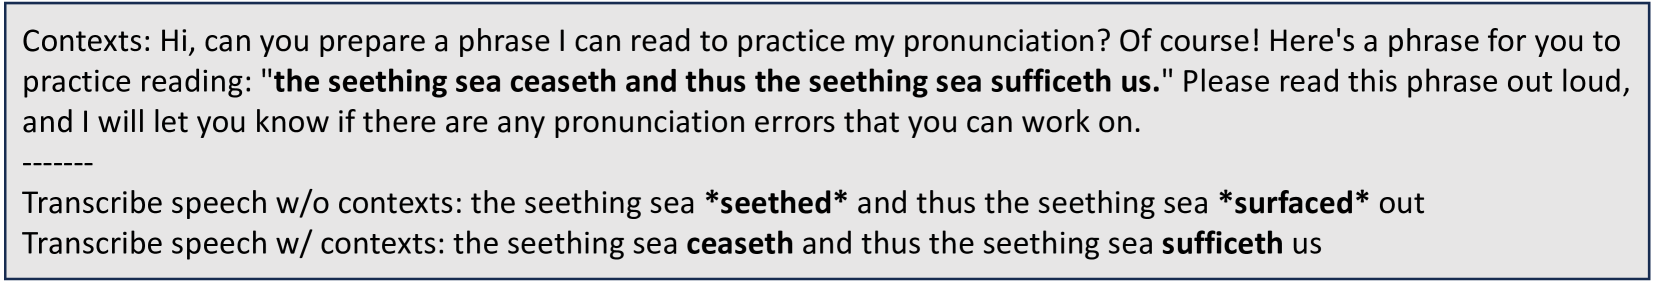 Contexts: Hi, can you prepare a phrase I can read to practice my pronunciation? Of course! Here's a phrase for you to
practice reading: "the seething sea ceaseth and thus the seething sea sufficeth us." Please read this phrase out loud,
and I will let you know if there are any pronunciation errors that you can work on.
-------
Transcribe speech w/o contexts: the seething sea *seethed* and thus the seething sea *surfaced* out
Transcribe speech w/ contexts: the seething sea ceaseth and thus the seething sea sufficeth us